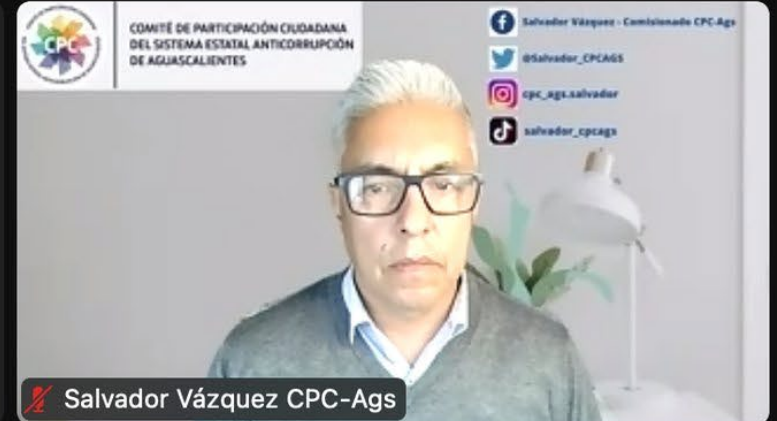 CPC
COMITÉ DE PARTICIPACIÓN CIUDADANA
DEL SISTEMA ESTATAL ANTICORRUPCIÓN
DE AGUASCALIENTES
Salvador Vázquez - Comisionado CPC-Ags
@Salvador_CPCAGS
cpc_ags.salvador
salvador_cpcags
Salvador Vázquez CPC-Ags